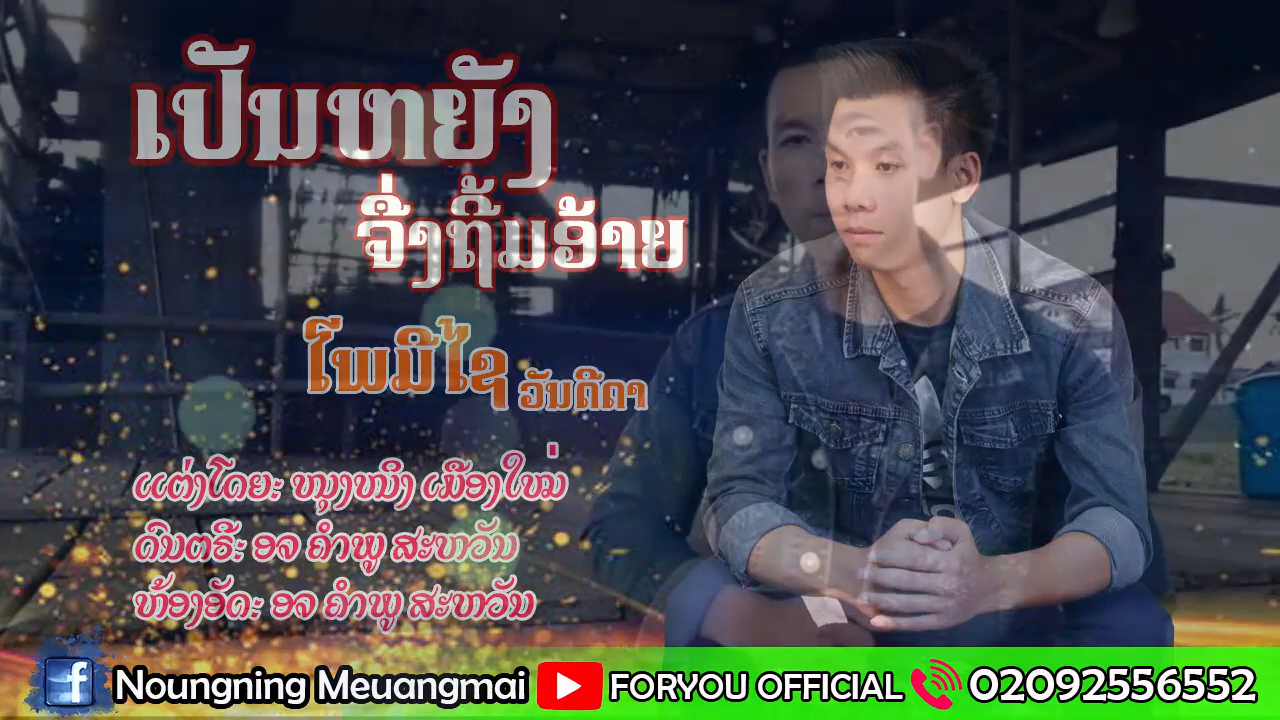 ເປັນຫຍັງ
ຈຶ່ງຖິ້ມອ້າຍ
ໂພມີໄຊ ວັນດີດາ
ແຕ່ງໂດຍ: ໜຸງໜຶງ ເມືອງໃໝ່
ດົນຕຣີ: ອຈ ຄຳພູ ສະຫວັນ
ຫ້ອງອັດ: ອຈ ຄຳພູ ສະຫວັນ
Noungning Meuangmai FORYOU OFFICIAL 02092556552